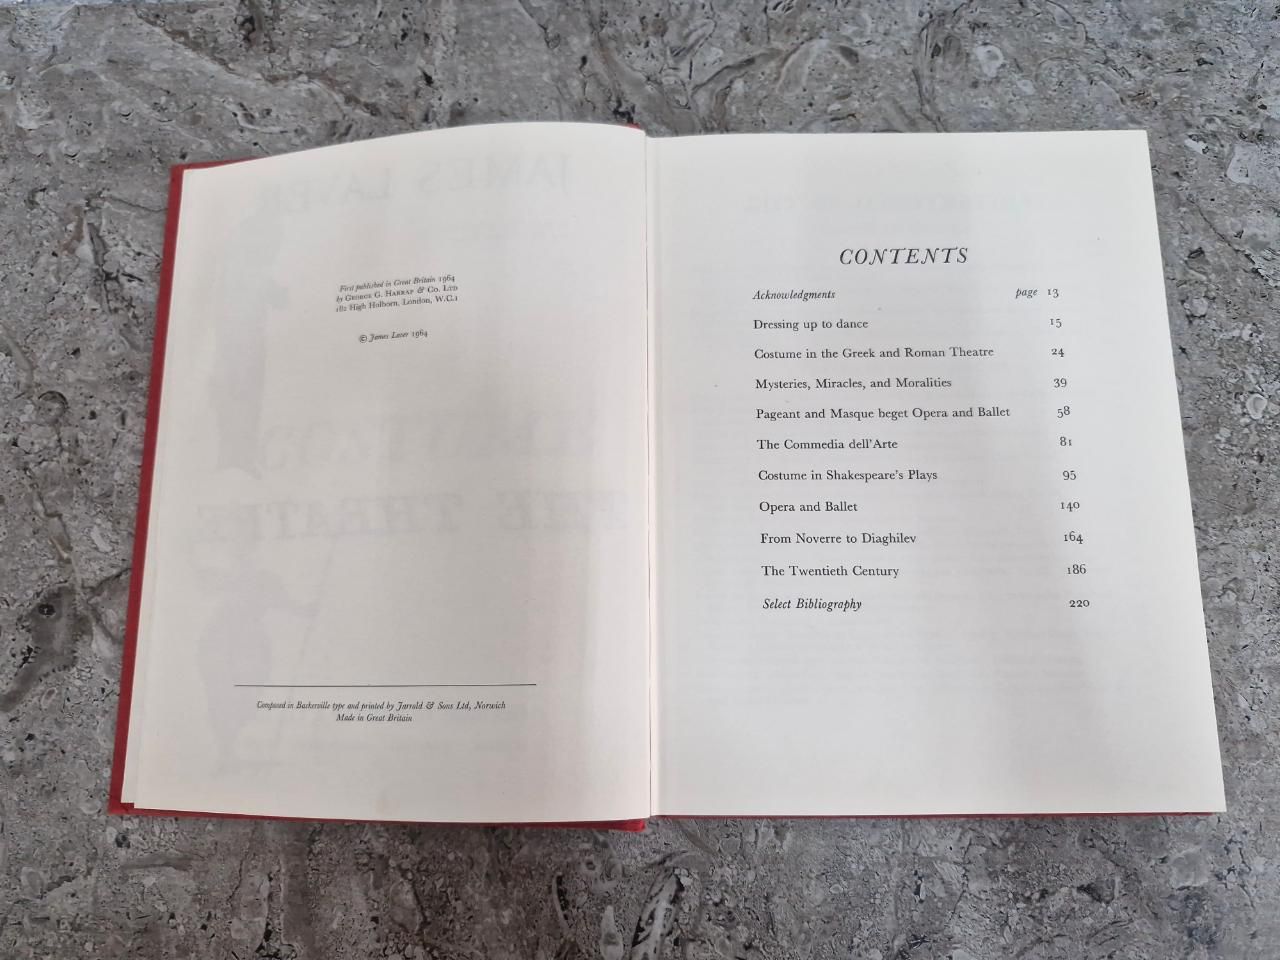 First published in Great Britain 1964
by GEORGE G. HARRAP & CO. LTD
182 High Holborn, London, W.C.1
© James Laver 1964
Composed in Baskerville type and printed by Jarrold & Sons Ltd, Norwich
Made in Great Britain
CONTENTS
Acknowledgments page 13
Dressing up to dance 15
Costume in the Greek and Roman Theatre 24
Mysteries, Miracles, and Moralities 39
Pageant and Masque beget Opera and Ballet 58
The Commedia dell'Arte 81
Costume in Shakespeare's Plays 95
Opera and Ballet 140
From Noverre to Diaghilev 164
The Twentieth Century 186
Select Bibliography 220